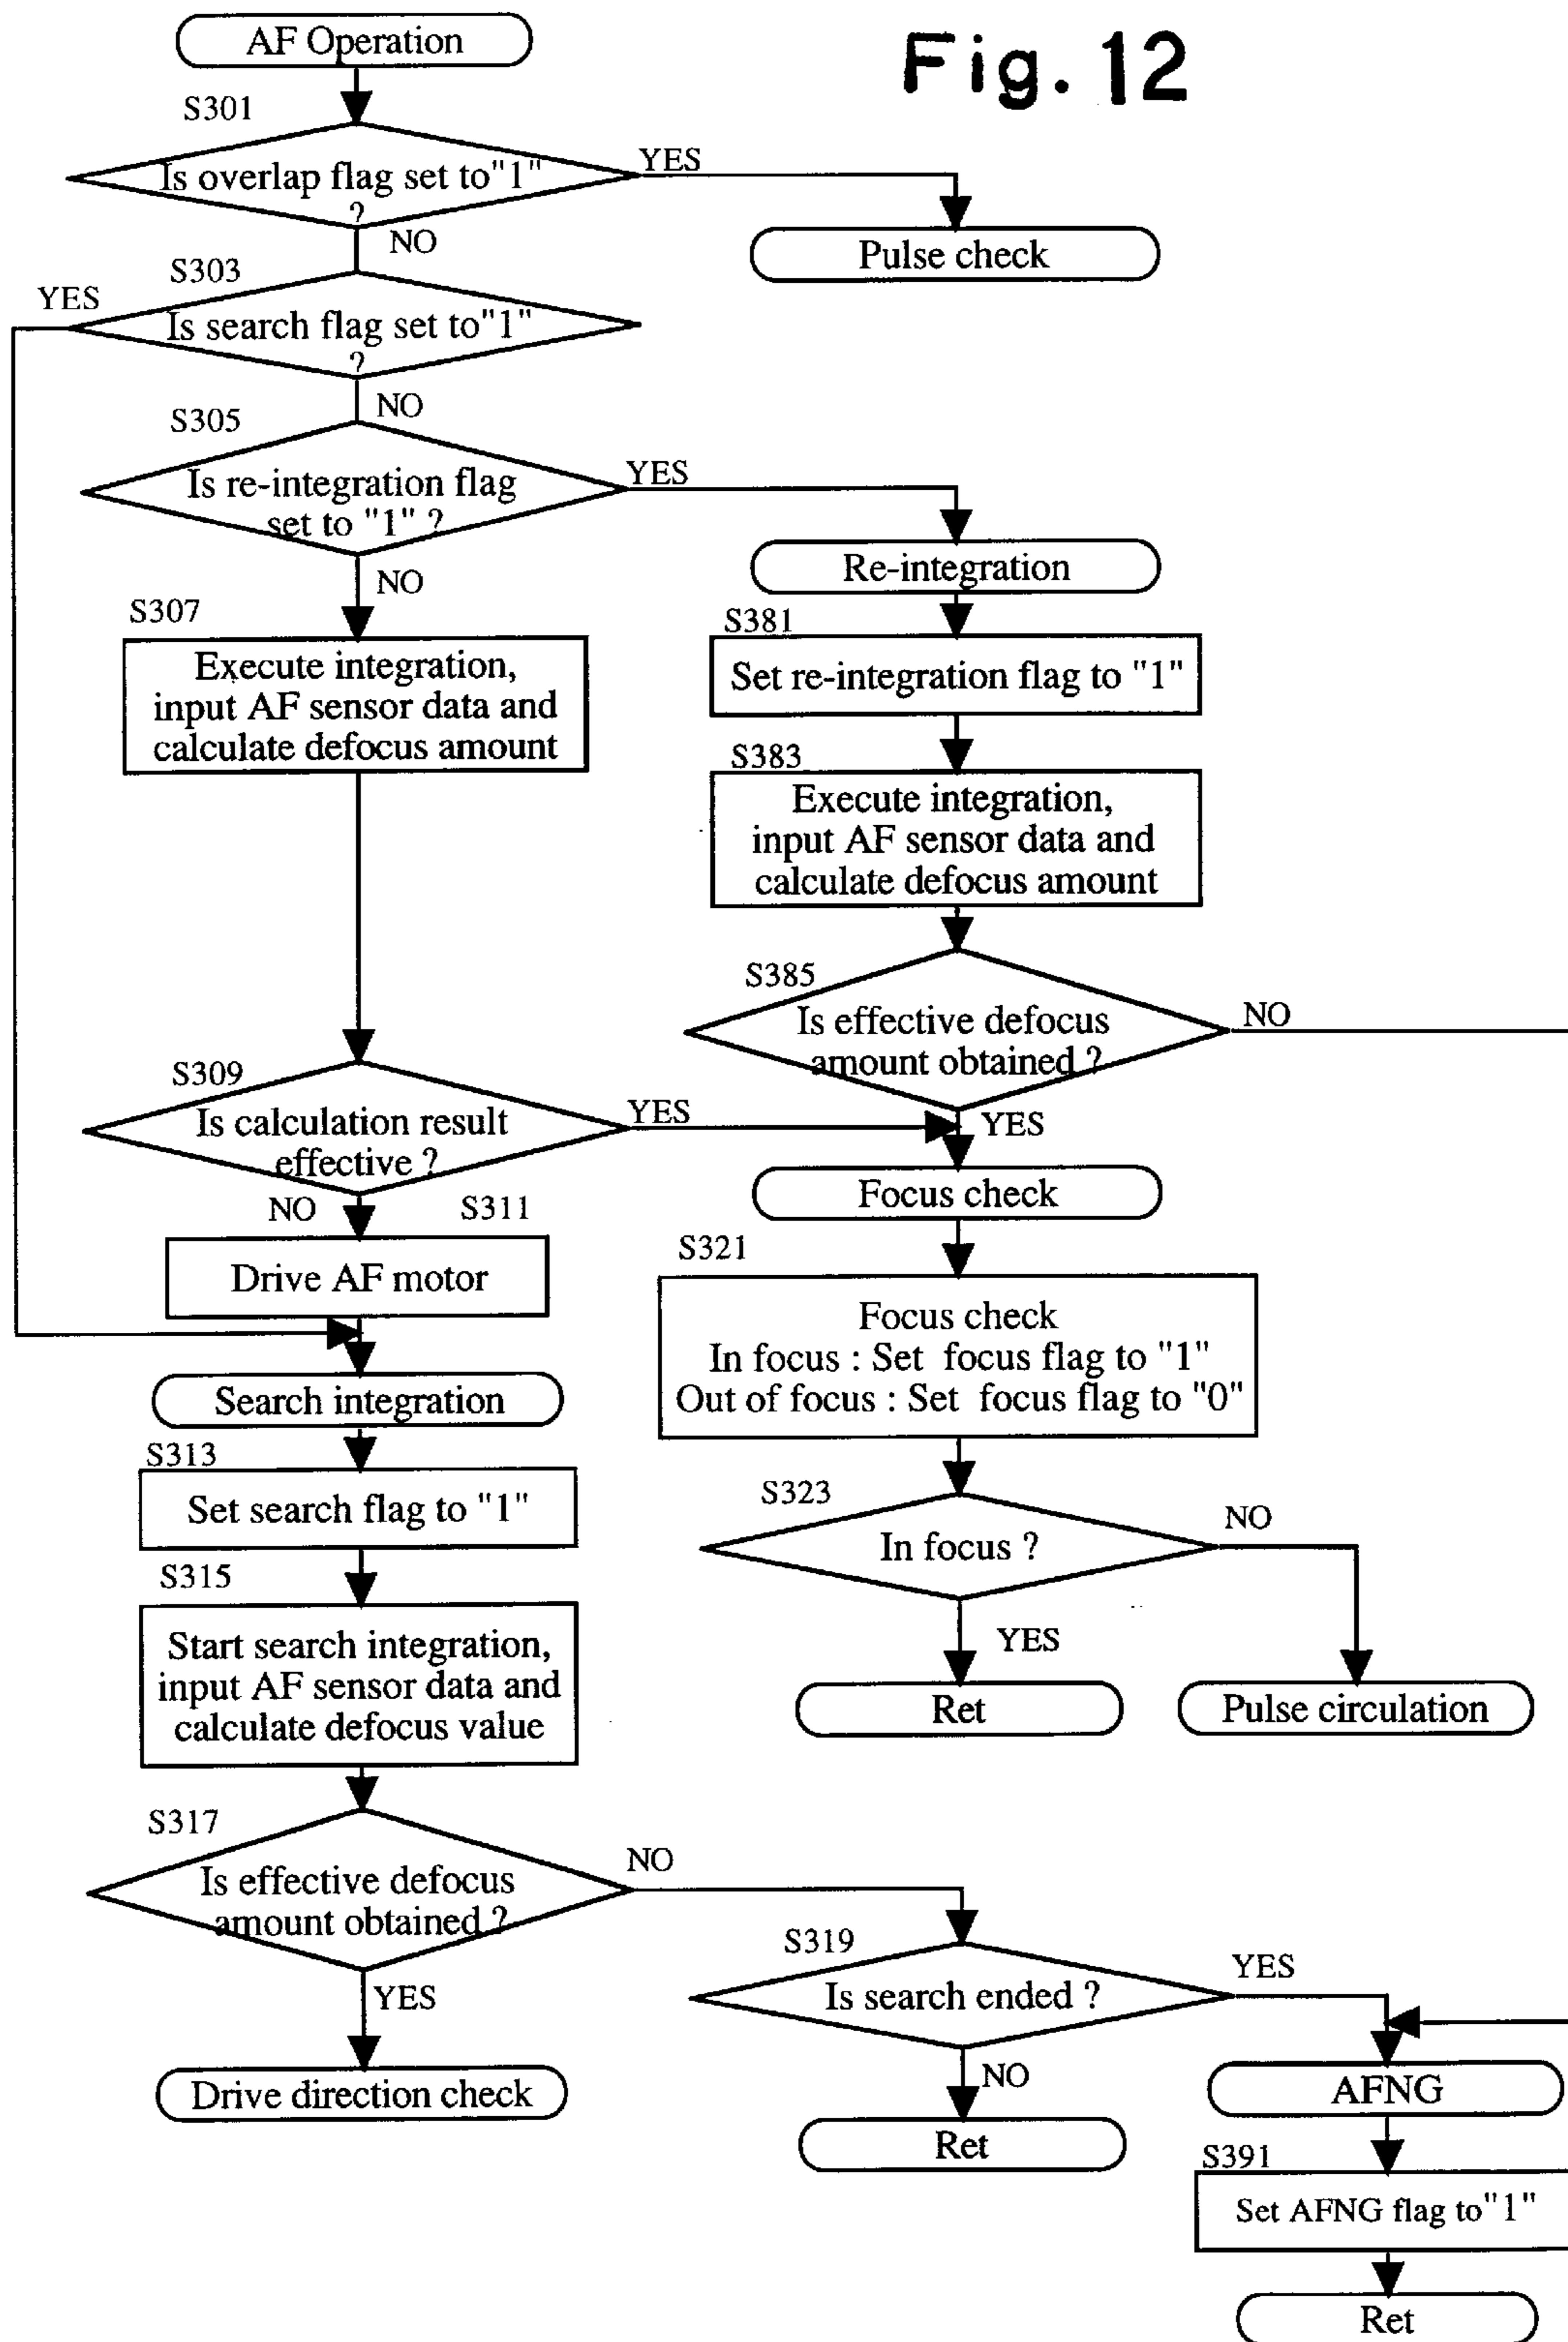 AF Operation
Fig. 12
S301
Is overlap flag set to"1"
?
YES
NO
Pulse check
S303
YES
Is search flag set to"1"
?
NO
S305
Is re-integration flag
set to "1" ?
YES
NO
Re-integration
S307
Execute integration,
input AF sensor data and
calculate defocus amount
S381
Set re-integration flag to "1"
S383
Execute integration,
input AF sensor data and
calculate defocus amount
S385
Is effective defocus
amount obtained ?
NO
YES
S309
Is calculation result
effective ?
YES
NO
Focus check
S311
Drive AF motor
S321
Focus check
In focus : Set focus flag to "1"
Out of focus : Set focus flag to "0"
Search integration
S313
Set search flag to "1"
S323
In focus ?
NO
YES
Ret
Pulse circulation
S315
Start search integration,
input AF sensor data and
calculate defocus value
S317
Is effective defocus
amount obtained ?
NO
YES
Drive direction check
S319
Is search ended ?
YES
NO
Ret
AFNG
S391
Set AFNG flag to"1"
Ret